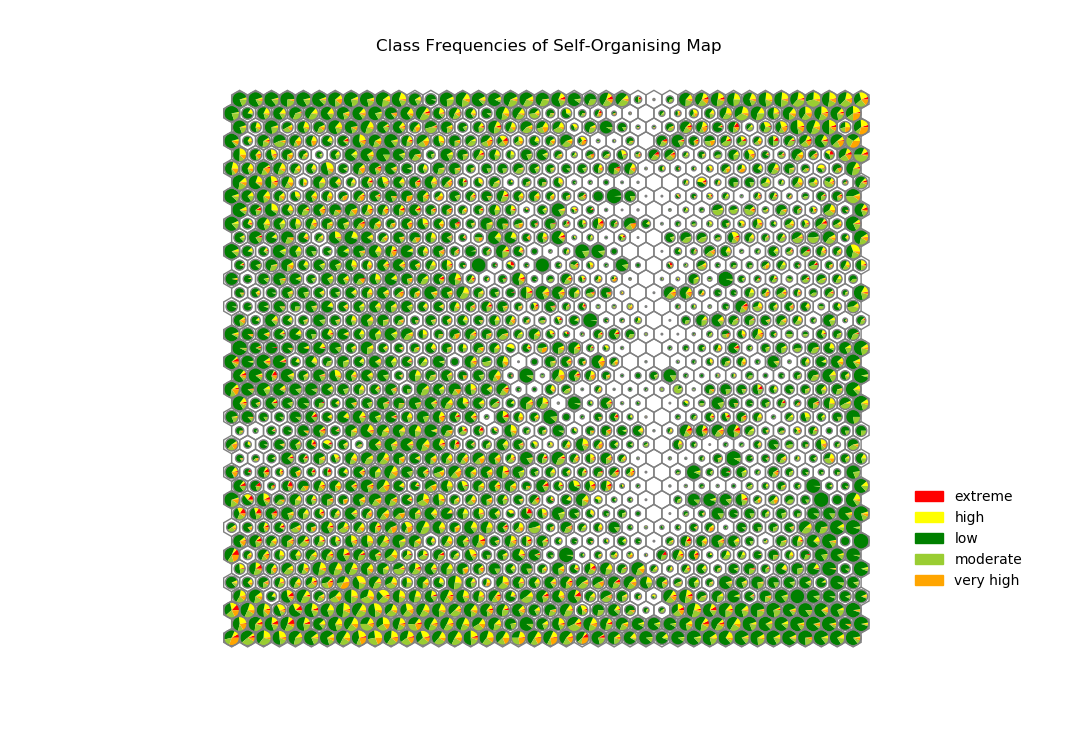 Class Frequencies of Self-Organising Map
extreme
high
low
moderate
very high